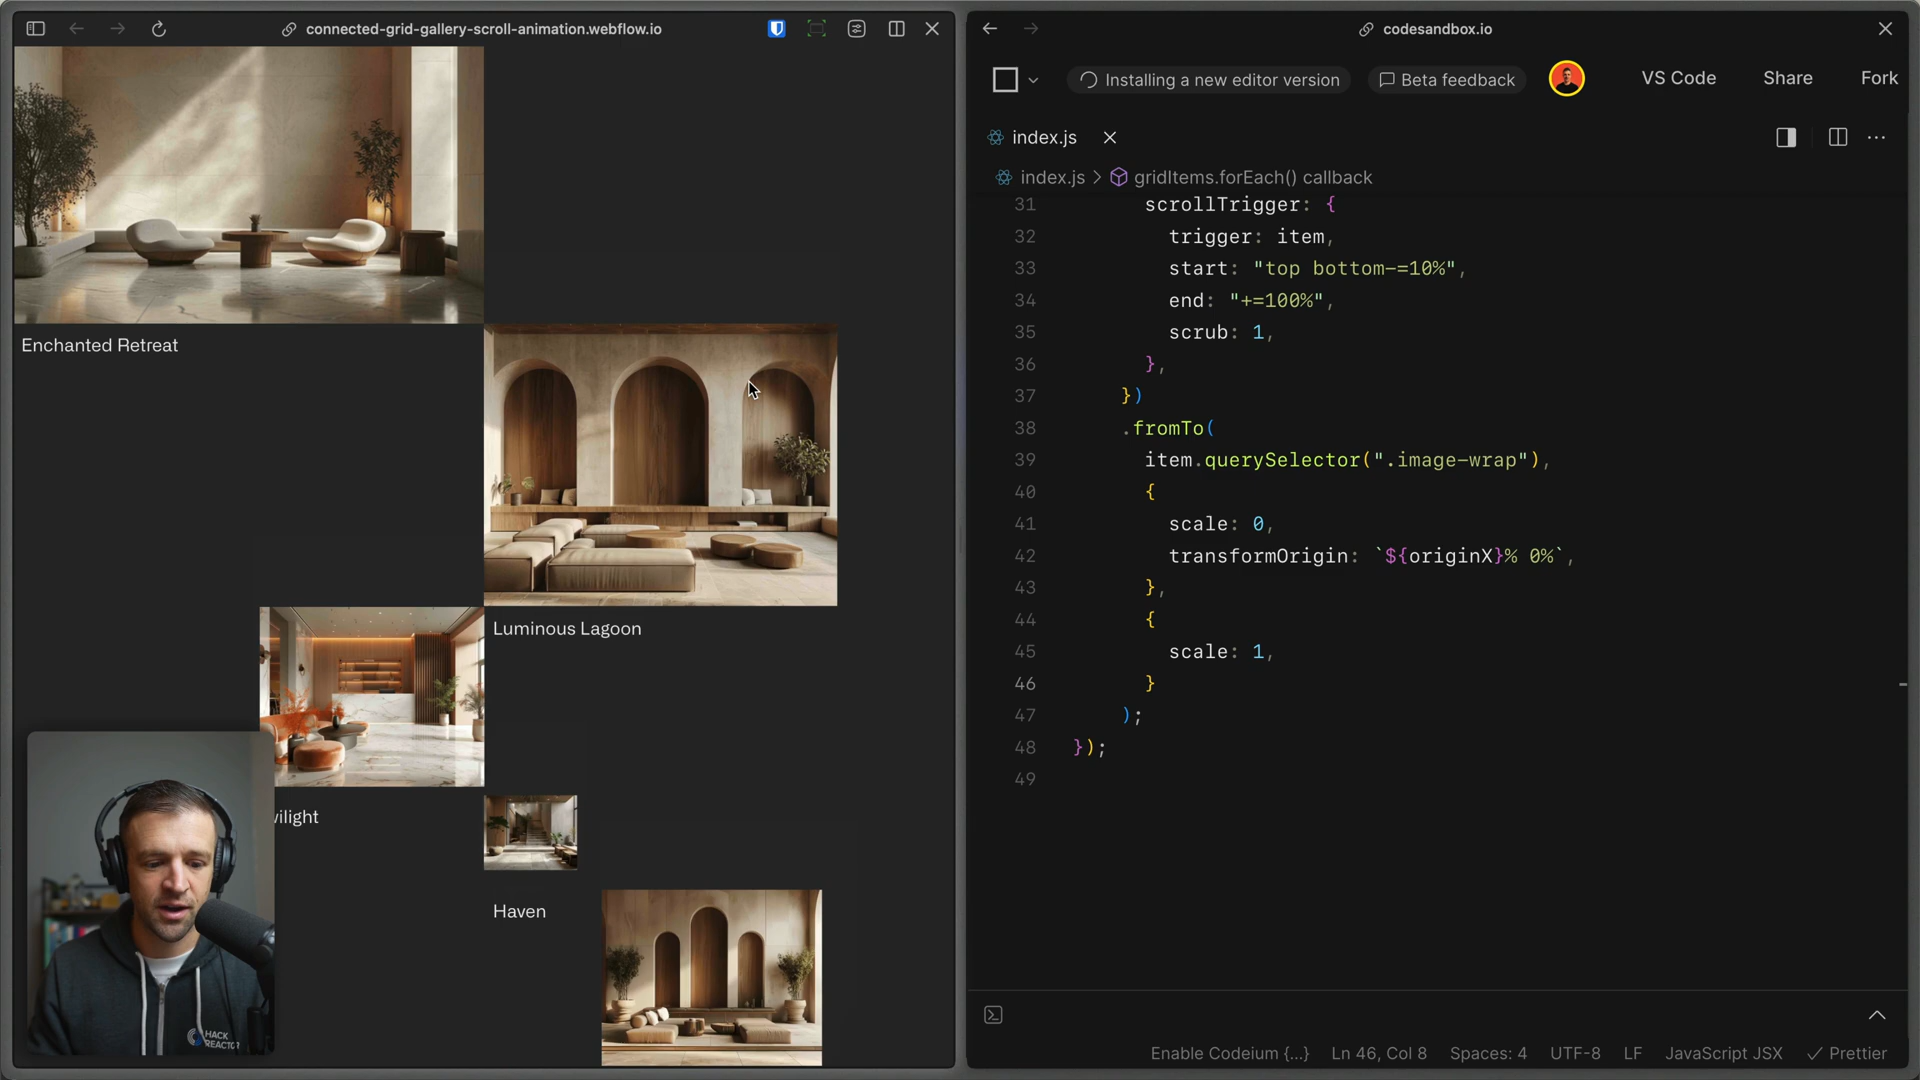 connected-grid-gallery-scroll-animation.webflow.io
Enchanted Retreat
Luminous Lagoon
wilight
Haven
HACK
REACTOR
codesandbox.io
Installing a new editor version
Beta feedback
VS Code
Share
Fork
index.js
index.js > gridItems.forEach() callback
31 scrollTrigger: {
32 trigger: item,
33 start: "top bottom-=10%",
34 end: "+=100%",
35 scrub: 1,
36 },
37 })
38 .fromTo(
39 item.querySelector(".image-wrap"),
40 {
41 scale: 0,
42 transformOrigin: `${originX}% 0%`,
43 },
44 {
45 scale: 1,
46 }
47 );
48 });
49
Enable Codeium {...} Ln 46, Col 8 Spaces: 4 UTF-8 LF JavaScript JSX Prettier